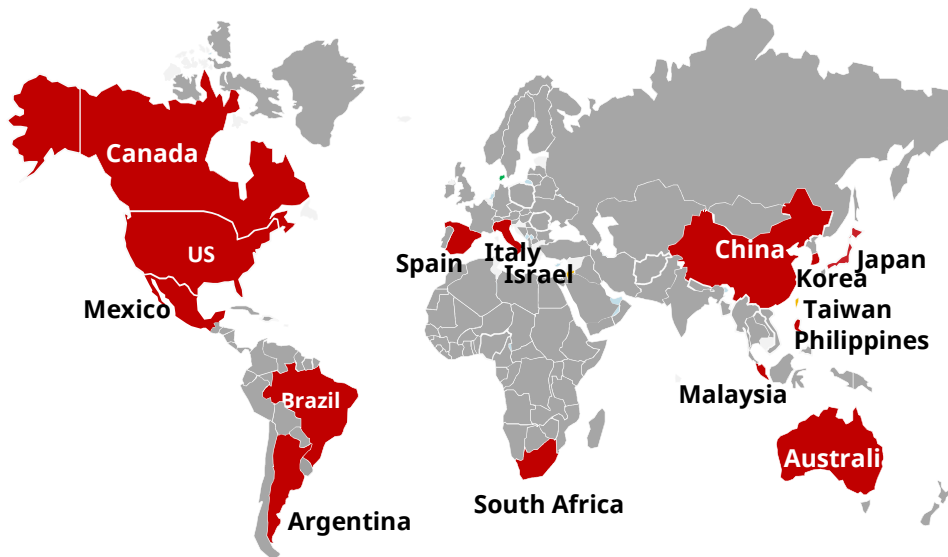 Canada
US
Mexico
Spain
Italy
Israel
China
Japan
Korea
Taiwan
Philippines
Malaysia
Brazil
Australi
South Africa
Argentina